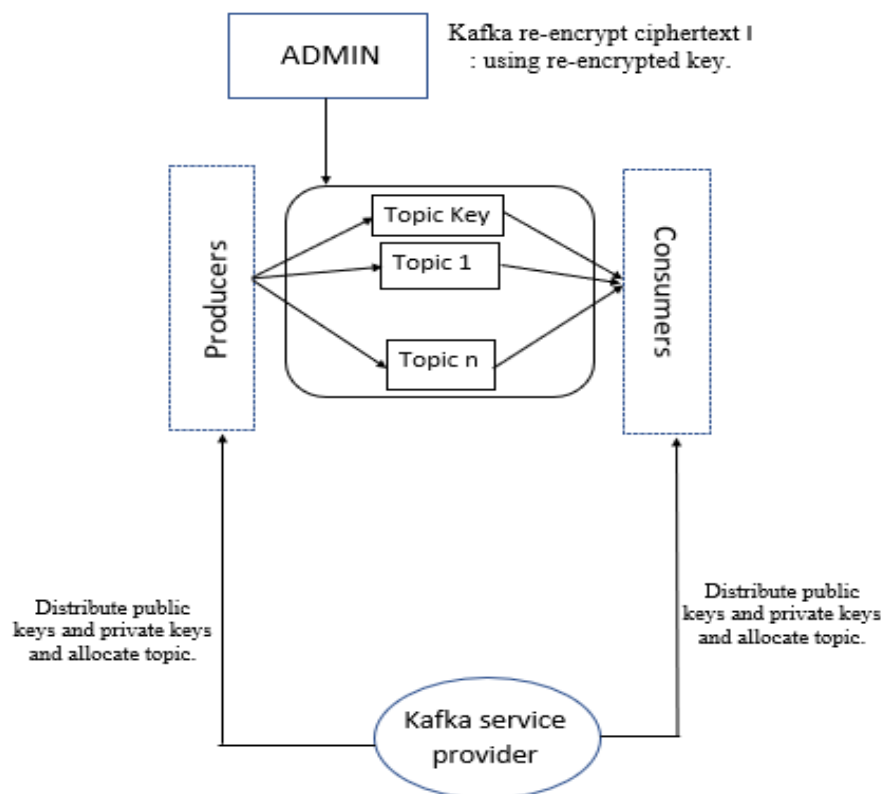 ADMIN
Kafka re-encrypt ciphertext l
: using re-encrypted key.
Producers
Topic Key
Topic 1
Topic n
Consumers
Distribute public
keys and private keys
and allocate topic.
Distribute public
keys and private keys
and allocate topic.
Kafka service
provider